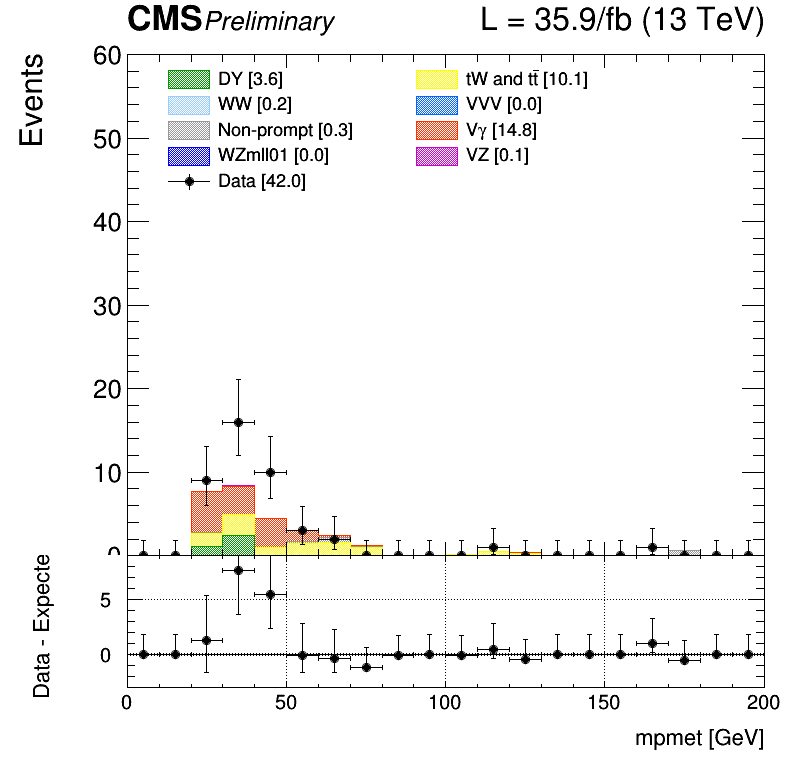 CMS Preliminary L = 35.9/fb (13 TeV)
Events
60
50
40
30
20
10
0
DY [3.6]
WW [0.2]
Non-prompt [0.3]
WZmll01 [0.0]
Data [42.0]
tW and tt̄ [10.1]
VVV [0.0]
Vγ [14.8]
VZ [0.1]
Data - Expecte
5
0
0 50 100 150 200
mpmet [GeV]